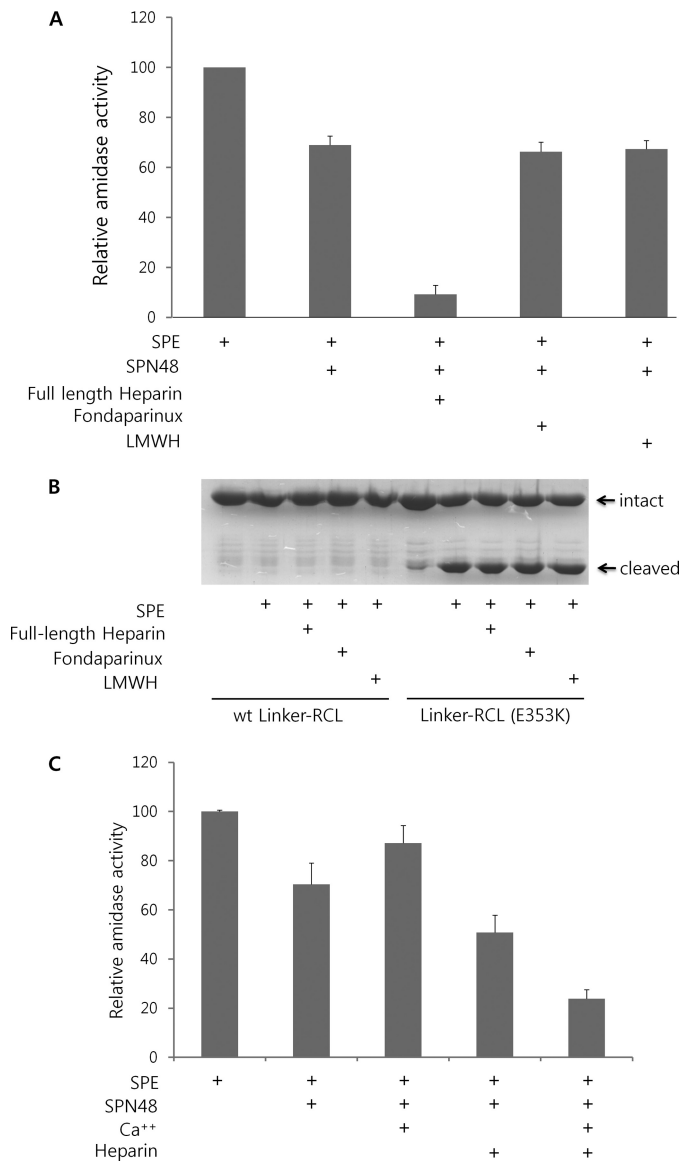 A
Relative amidase activity
120
100
80
60
40
20
0
SPE + + + + +
SPN48 + + + +
Full length Heparin +
Fondaparinux +
LMWH +
B
intact
cleaved
SPE + + + + + + + +
Full-length Heparin + +
Fondaparinux + +
LMWH + +
wt Linker-RCL Linker-RCL (E353K)
C
Relative amidase activity
120
100
80
60
40
20
0
SPE + + + + +
SPN48 + + + +
Ca++ + +
Heparin + +